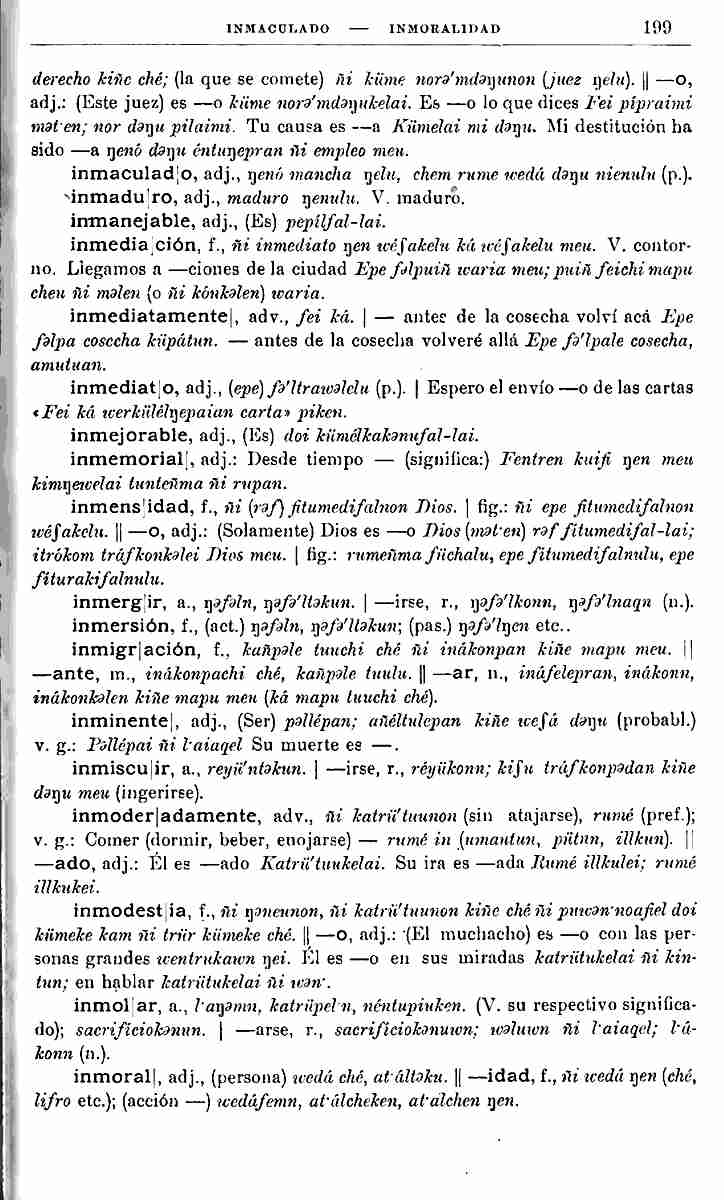 INMACULADO — INMORALIDAD 199
derecho kiñe ché; (la que se comete) ñi küme norə'mdəŋunon (juez ŋelu). || —o,
adj.: (Este juez) es —o küme norə'mdəŋukelai. Es —o lo que dices Fei pipraimi
mət·en; nor dəŋu pilaimi. Tu causa es —a Kümelai mi dəŋu. Mi destitución ha
sido —a ŋenó dəŋu éntuŋepran ñi empleo meu.
inmaculad|o, adj., ŋenó mancha ŋelu, chem rume wedá dəŋu nienulu (p.).
inmadu|ro, adj., maduro ŋenulu. V. maduro.
inmanejable, adj., (Es) pepílfal-lai.
inmedia|ción, f., ñi inmediato ŋen wéʃakelu ká wéʃakelu meu. V. contor-
no. Llegamos a —ciones de la ciudad Epe fəlpuiñ waria meu; puiñ feichi mapu
cheu ñi məlen (o ñi kónkəlen) waria.
inmediatamente|, adv., fei ká. | — antes de la cosecha volví acá Epe
fəlpa cosecha küpátun. — antes de la cosecha volveré allá Epe fə'lpale cosecha,
amutuan.
inmediat|o, adj., (epe) fə'ltrawəlelu (p.). | Espero el envío —o de las cartas
«Fei ká werkülélŋepaian carta» piken.
inmejorable, adj., (Es) doi kümélkakənufal-lai.
inmemorial|, adj.: Desde tiempo — (significa:) Fentren kuifi ŋen meu
kimŋewelai tunteñma ñi rupan.
inmens|idad, f., ñi (rəf) fitumedifalnon Dios. | fig.: ñi epe fitumedifalnon
wéʃakelu. || —o, adj.: (Solamente) Dios es —o Dios (mət·en) rəf fitumedifal-lai;
itrókom tráfkonkəlei Dios meu. | fig.: rumeñma füchalu, epe fitumedifalnulu, epe
fiturakifalnulu.
inmerg|ir, a., ŋəfəln, ŋəfə'ltəkun. | —irse, r., ŋəfə'lkonn, ŋəfə'lnaqn (n.).
inmersión, f., (act.) ŋəfəln, ŋəfə'ltəkun; (pas.) ŋəfə'lŋen etc..
inmigr|ación, f., kañpəle tuuchi ché ñi inákonpan kiñe mapu meu. ||
—ante, m., inákonpachi ché, kañpəle tuulu. || —ar, n., ináfelepran, inákonn,
inákonkəlen kiñe mapu meu (ká mapu tuuchi ché).
inminente|, adj., (Ser) pəllépan; añéltulepan kiñe weʃá dəŋu (probabl.)
v. g.: Pəllépai ñi l·aiaqel Su muerte es —.
inmiscu|ir, a., reyü'ntəkun. | —irse, r., réyükonn; kiʃu tráfkonpədan kiñe
dəŋu meu (ingerirse).
inmoder|adamente, adv., ñi katrü'tuunon (sin atajarse), rumé (pref.);
v. g.: Comer (dormir, beber, enojarse) — rumé in (umautun, pütun, illkun). ||
—ado, adj.: Él es —ado Katrü'tuukelai. Su ira es —ada Rumé illkulei; rumé
illkukei.
inmodest|ia, f., ñi ŋəneunon, ñi katrü'tuunon kiñe ché ñi puwən·noafiel doi
kümeke kam ñi trür kümeke ché. || —o, adj.: (El muchacho) es —o con las per-
sonas grandes wentrukawn ŋei. Él es —o en sus miradas katriitukelai ñi kin-
tun; en hablar katriitukelai ñi wən·.
inmol|ar, a., l·aŋəmn, katrüpel·n, néntupiuken. (V. su respectivo significa-
do); sacrificiokənun. | —arse, r., sacrificiokənuwn; wəluwn ñi l·aiaqel; l·á-
konn (n.).
inmoral|, adj., (persona) wedá ché, at·áltəku. || —idad, f., ñi wedá ŋen (ché,
lifro etc.); (acción —) wedáfemn, at·álcheken, at·alchen ŋen.